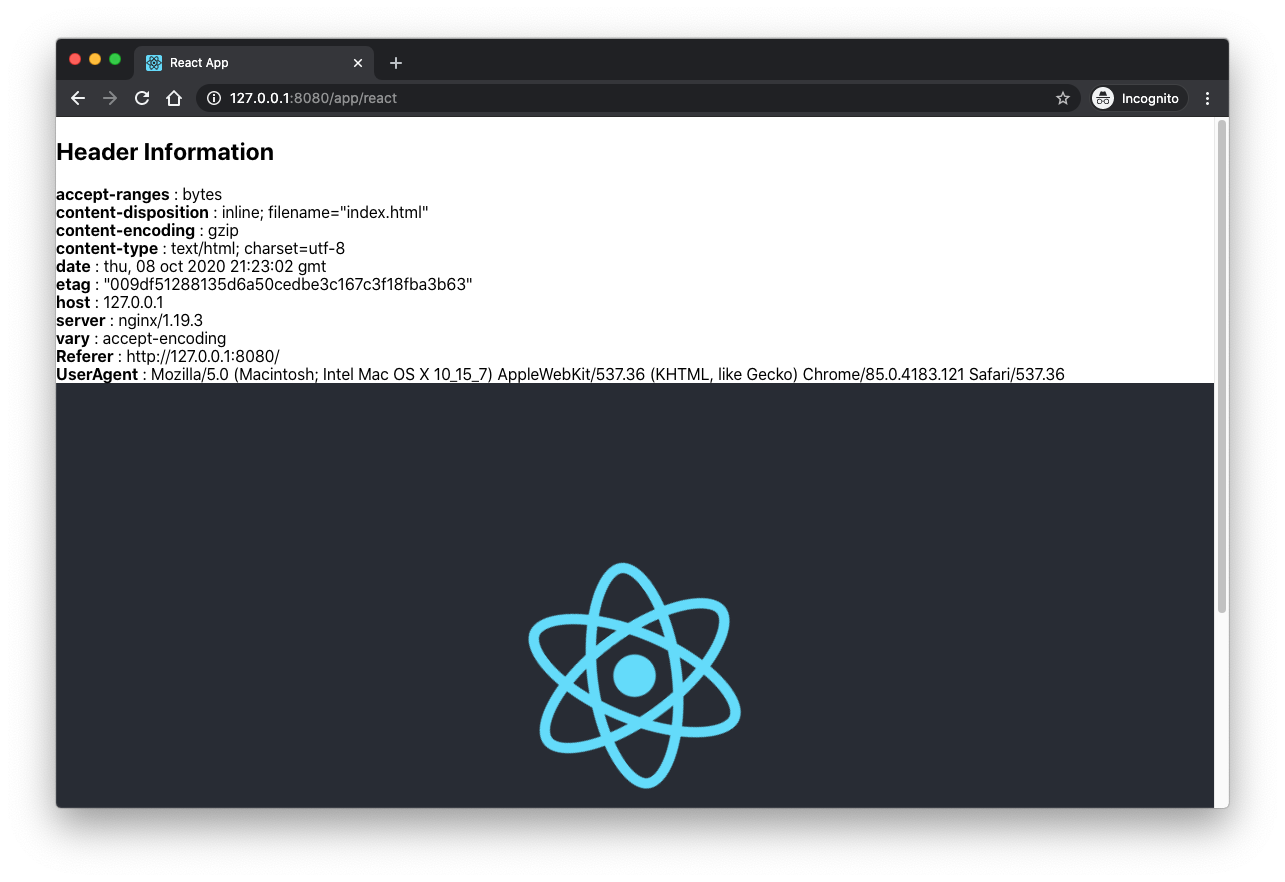 React App
127.0.0.1:8080/app/react
Incognito
Header Information
accept-ranges : bytes
content-disposition : inline; filename="index.html"
content-encoding : gzip
content-type : text/html; charset=utf-8
date : thu, 08 oct 2020 21:23:02 gmt
etag : "009df51288135d6a50cedbe3c167c3f18fba3b63"
host : 127.0.0.1
server : nginx/1.19.3
vary : accept-encoding
Referer : http://127.0.0.1:8080/
UserAgent : Mozilla/5.0 (Macintosh; Intel Mac OS X 10_15_7) AppleWebKit/537.36 (KHTML, like Gecko) Chrome/85.0.4183.121 Safari/537.36